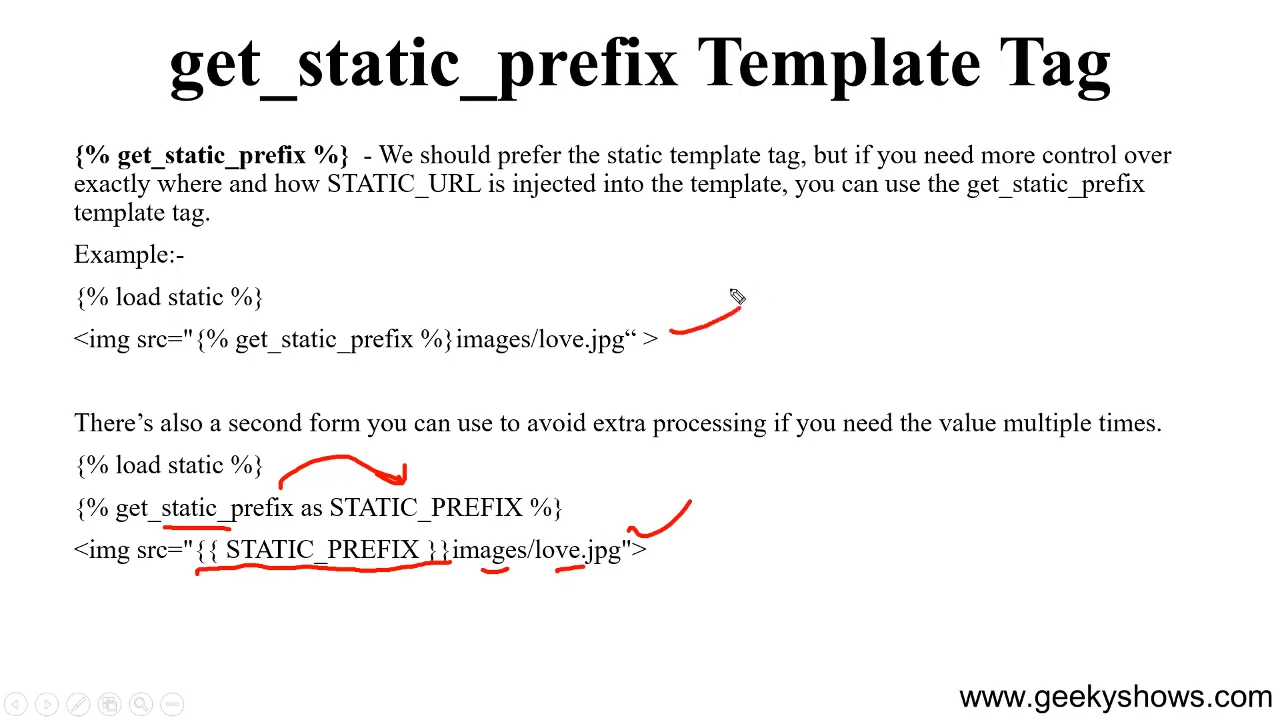 get_static_prefix Template Tag
{% get_static_prefix %} - We should prefer the static template tag, but if you need more control over
exactly where and how STATIC_URL is injected into the template, you can use the get_static_prefix
template tag.
Example:-
{% load static %}
<img src="{% get_static_prefix %}images/love.jpg“ >
There’s also a second form you can use to avoid extra processing if you need the value multiple times.
{% load static %}
{% get_static_prefix as STATIC_PREFIX %}
<img src="{{ STATIC_PREFIX }}images/love.jpg">
www.geekyshows.com